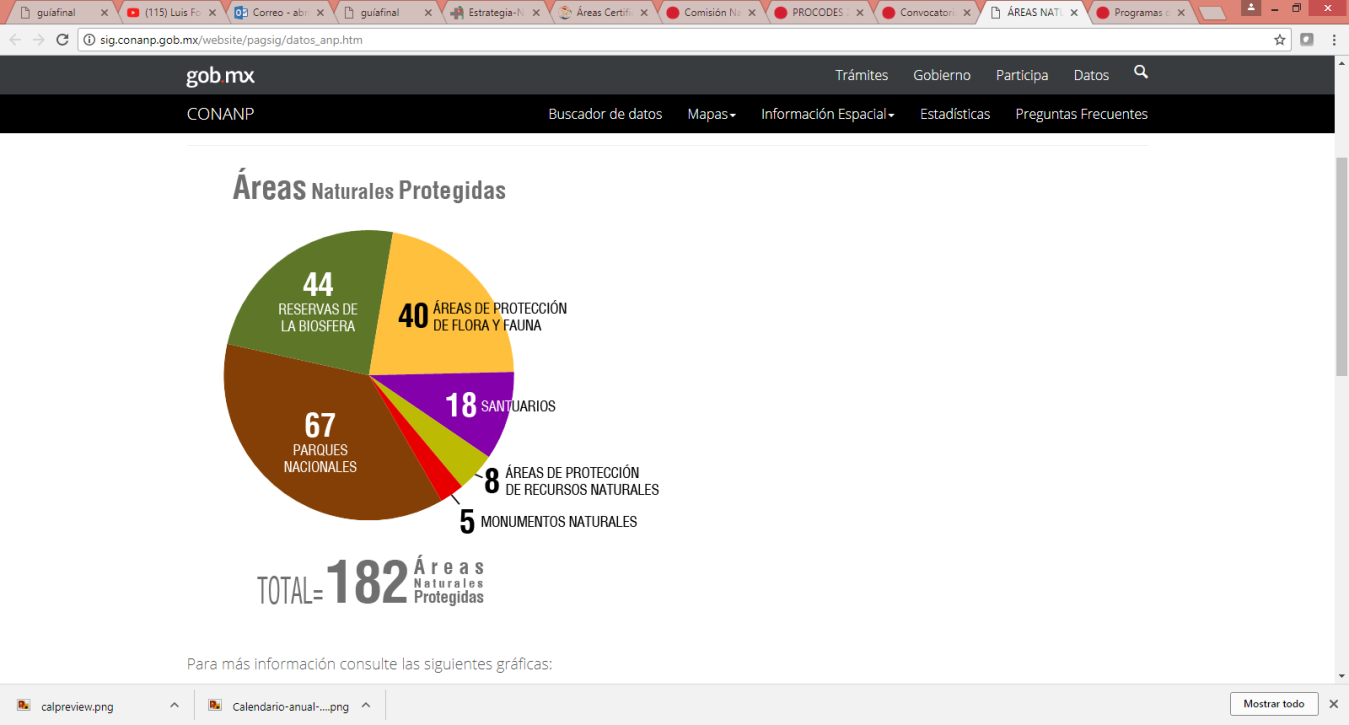 guíafinal
(115) Luis Fo
Correo - abr
guíafinal
Estrategia-N
Áreas Certifi
Comisión Na
PROCODES
Convocatori
ÁREAS NATU
Programas d
sig.conanp.gob.mx/website/pagsig/datos_anp.htm
gob.mx
Trámites Gobierno Participa Datos
CONANP
Buscador de datos Mapas Información Espacial Estadísticas Preguntas Frecuentes
Áreas Naturales Protegidas
44
RESERVAS DE
LA BIOSFERA
40 ÁREAS DE PROTECCIÓN
DE FLORA Y FAUNA
18 SANTUARIOS
67
PARQUES
NACIONALES
8 ÁREAS DE PROTECCIÓN
DE RECURSOS NATURALES
5 MONUMENTOS NATURALES
TOTAL= 182 Áreas
Naturales
Protegidas
Para más información consulte las siguientes gráficas:
calpreview.png
Calendario-anual-....png
Mostrar todo